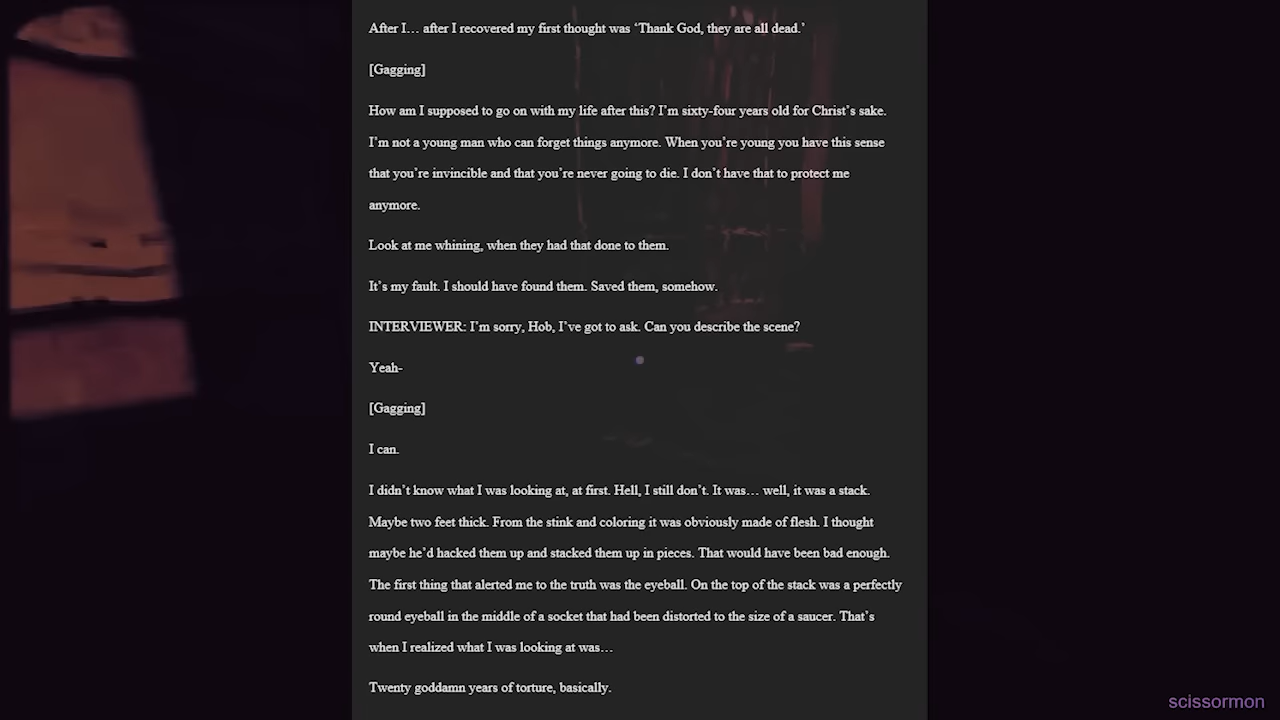 After I… after I recovered my first thought was ‘Thank God, they are all dead.’
[Gagging]
How am I supposed to go on with my life after this? I’m sixty-four years old for Christ’s sake.
I’m not a young man who can forget things anymore. When you’re young you have this sense
that you’re invincible and that you’re never going to die. I don’t have that to protect me
anymore.
Look at me whining, when they had that done to them.
It’s my fault. I should have found them. Saved them, somehow.
INTERVIEWER: I’m sorry, Hob, I’ve got to ask. Can you describe the scene?
Yeah-
[Gagging]
I can.
I didn’t know what I was looking at, at first. Hell, I still don’t. It was… well, it was a stack.
Maybe two feet thick. From the stink and coloring it was obviously made of flesh. I thought
maybe he’d hacked them up and stacked them up in pieces. That would have been bad enough.
The first thing that alerted me to the truth was the eyeball. On the top of the stack was a perfectly
round eyeball in the middle of a socket that had been distorted to the size of a saucer. That’s
when I realized what I was looking at was…
Twenty goddamn years of torture, basically.
scissormon